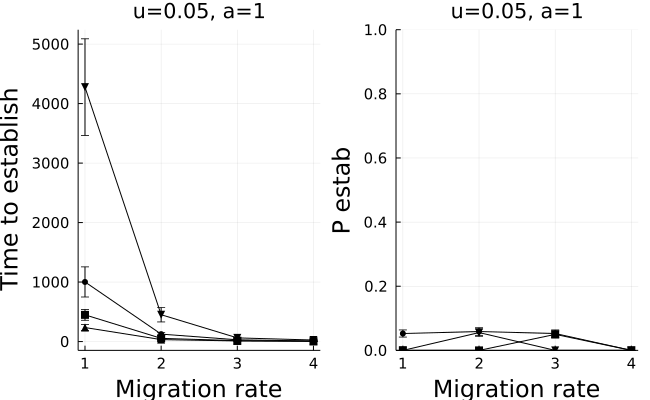 u=0.05, a=1
Time to establish
5000
4000
3000
2000
1000
0
1 2 3 4
Migration rate
u=0.05, a=1
P estab
1.0
0.8
0.6
0.4
0.2
0.0
1 2 3 4
Migration rate